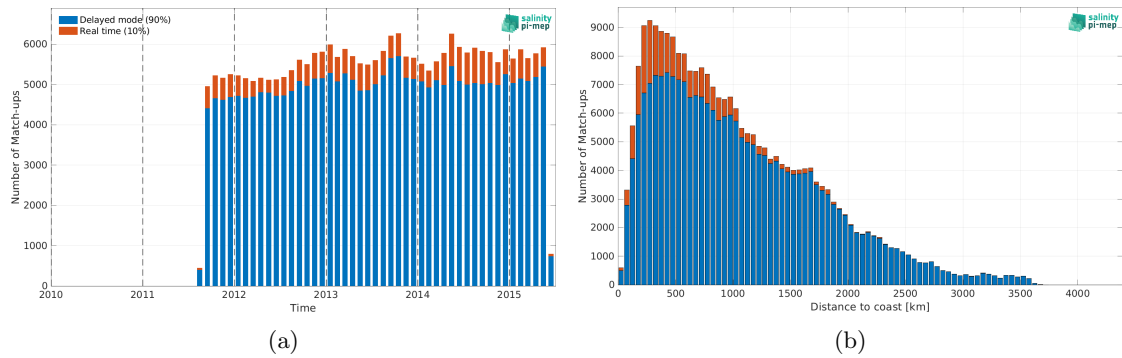 Delayed mode (90%)
Real time (10%)
salinity
pi-mep
Number of Match-ups
6000
5000
4000
3000
2000
1000
0
2010
2011
2012
2013
2014
2015
Time
(a)
salinity
pi-mep
Number of Match-ups
9000
8000
7000
6000
5000
4000
3000
2000
1000
0
0
500
1000
1500
2000
2500
3000
3500
4000
Distance to coast [km]
(b)